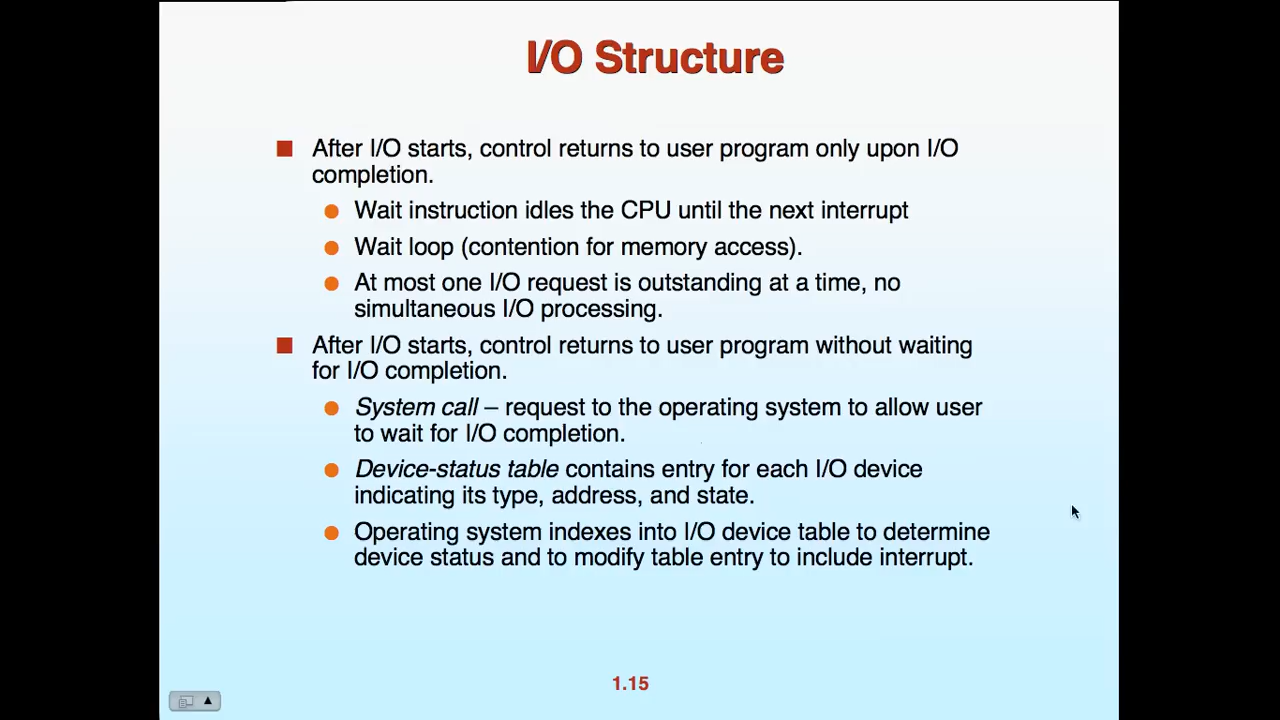 I/O Structure
After I/O starts, control returns to user program only upon I/O
completion.
Wait instruction idles the CPU until the next interrupt
Wait loop (contention for memory access).
At most one I/O request is outstanding at a time, no
simultaneous I/O processing.
After I/O starts, control returns to user program without waiting
for I/O completion.
System call – request to the operating system to allow user
to wait for I/O completion.
Device-status table contains entry for each I/O device
indicating its type, address, and state.
Operating system indexes into I/O device table to determine
device status and to modify table entry to include interrupt.
1.15